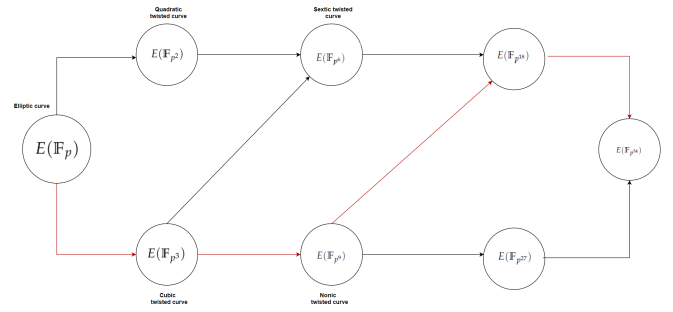 Quadratic
twisted curve
Sextic twisted
curve
E(𝔽p²)
E(𝔽p⁶)
E(𝔽p¹⁸)
Elliptic curve
E(𝔽p)
E(𝔽p⁵⁴)
E(𝔽p³)
E(𝔽p⁹)
E(𝔽p²⁷)
Cubic
twisted curve
Nonic
twisted curve